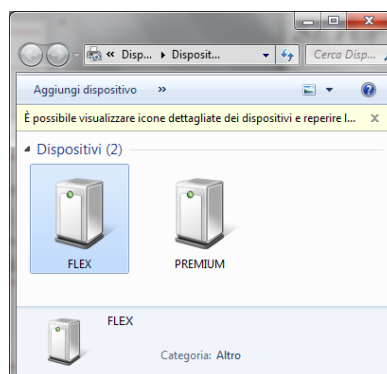 « Disp... ▸ Disposit... Cerca Disp...
Aggiungi dispositivo »
È possibile visualizzare icone dettagliate dei dispositivi e reperire l... x
Dispositivi (2)
FLEX PREMIUM
FLEX
Categoria: Altro